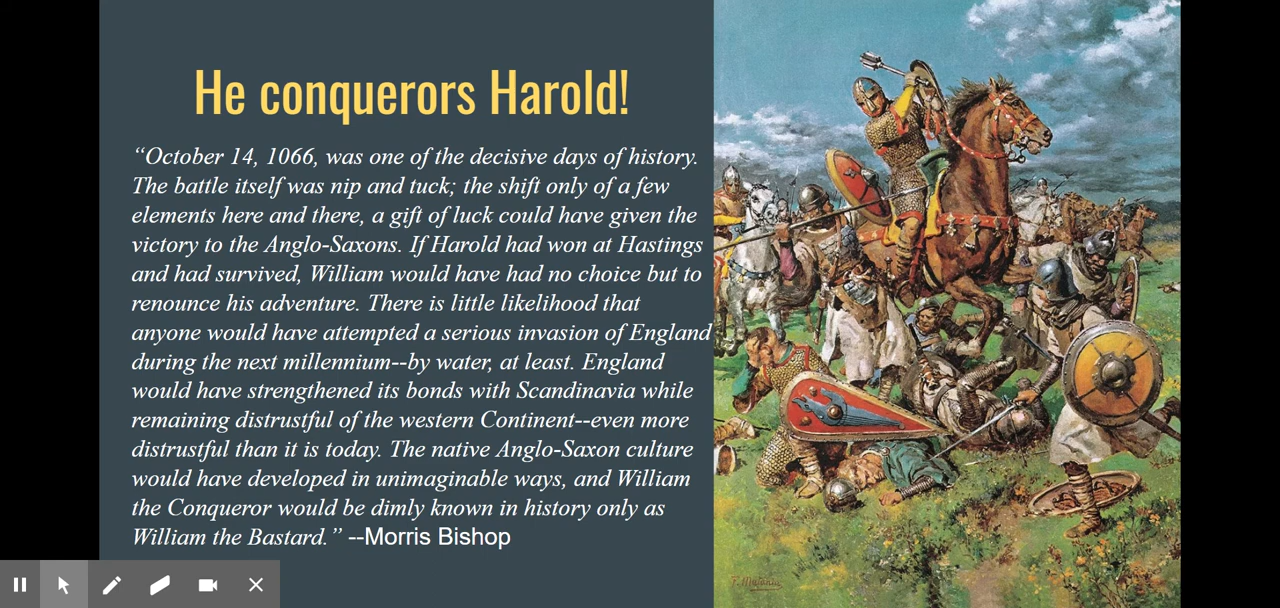 He conquerors Harold!
“October 14, 1066, was one of the decisive days of history.
The battle itself was nip and tuck; the shift only of a few
elements here and there, a gift of luck could have given the
victory to the Anglo-Saxons. If Harold had won at Hastings
and had survived, William would have had no choice but to
renounce his adventure. There is little likelihood that
anyone would have attempted a serious invasion of England
during the next millennium--by water, at least. England
would have strengthened its bonds with Scandinavia while
remaining distrustful of the western Continent--even more
distrustful than it is today. The native Anglo-Saxon culture
would have developed in unimaginable ways, and William
the Conqueror would be dimly known in history only as
William the Bastard.” --Morris Bishop
F. Matania